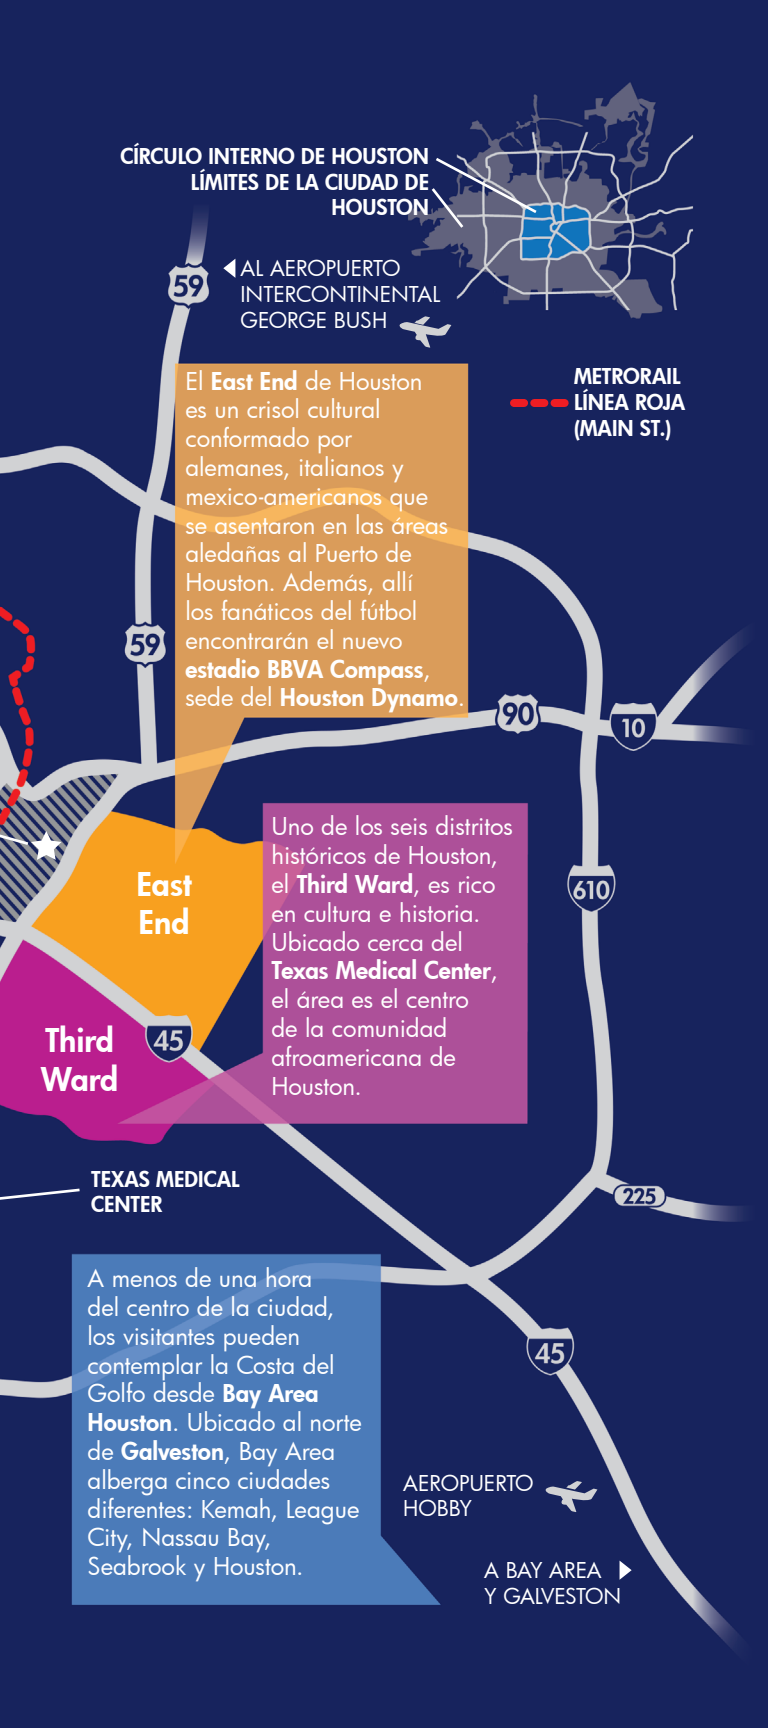 CÍRCULO INTERNO DE HOUSTON
LÍMITES DE LA CIUDAD DE
HOUSTON
59
AL AEROPUERTO
INTERCONTINENTAL
GEORGE BUSH
METRORAIL
LÍNEA ROJA
(MAIN ST.)
El East End de Houston
es un crisol cultural
conformado por
alemanes, italianos y
mexico-americanos que
se asentaron en las áreas
aledañas al Puerto de
Houston. Además, allí
los fanáticos del fútbol
encontrarán el nuevo
estadio BBVA Compass,
sede del Houston Dynamo.
59
90
10
Uno de los seis distritos
históricos de Houston,
el Third Ward, es rico
en cultura e historia.
Ubicado cerca del
Texas Medical Center,
el área es el centro
de la comunidad
afroamericana de
Houston.
East
End
610
Third
Ward
45
TEXAS MEDICAL
CENTER
225
A menos de una hora
del centro de la ciudad,
los visitantes pueden
contemplar la Costa del
Golfo desde Bay Area
Houston. Ubicado al norte
de Galveston, Bay Area
alberga cinco ciudades
diferentes: Kemah, League
City, Nassau Bay,
Seabrook y Houston.
45
AEROPUERTO
HOBBY
A BAY AREA
Y GALVESTON